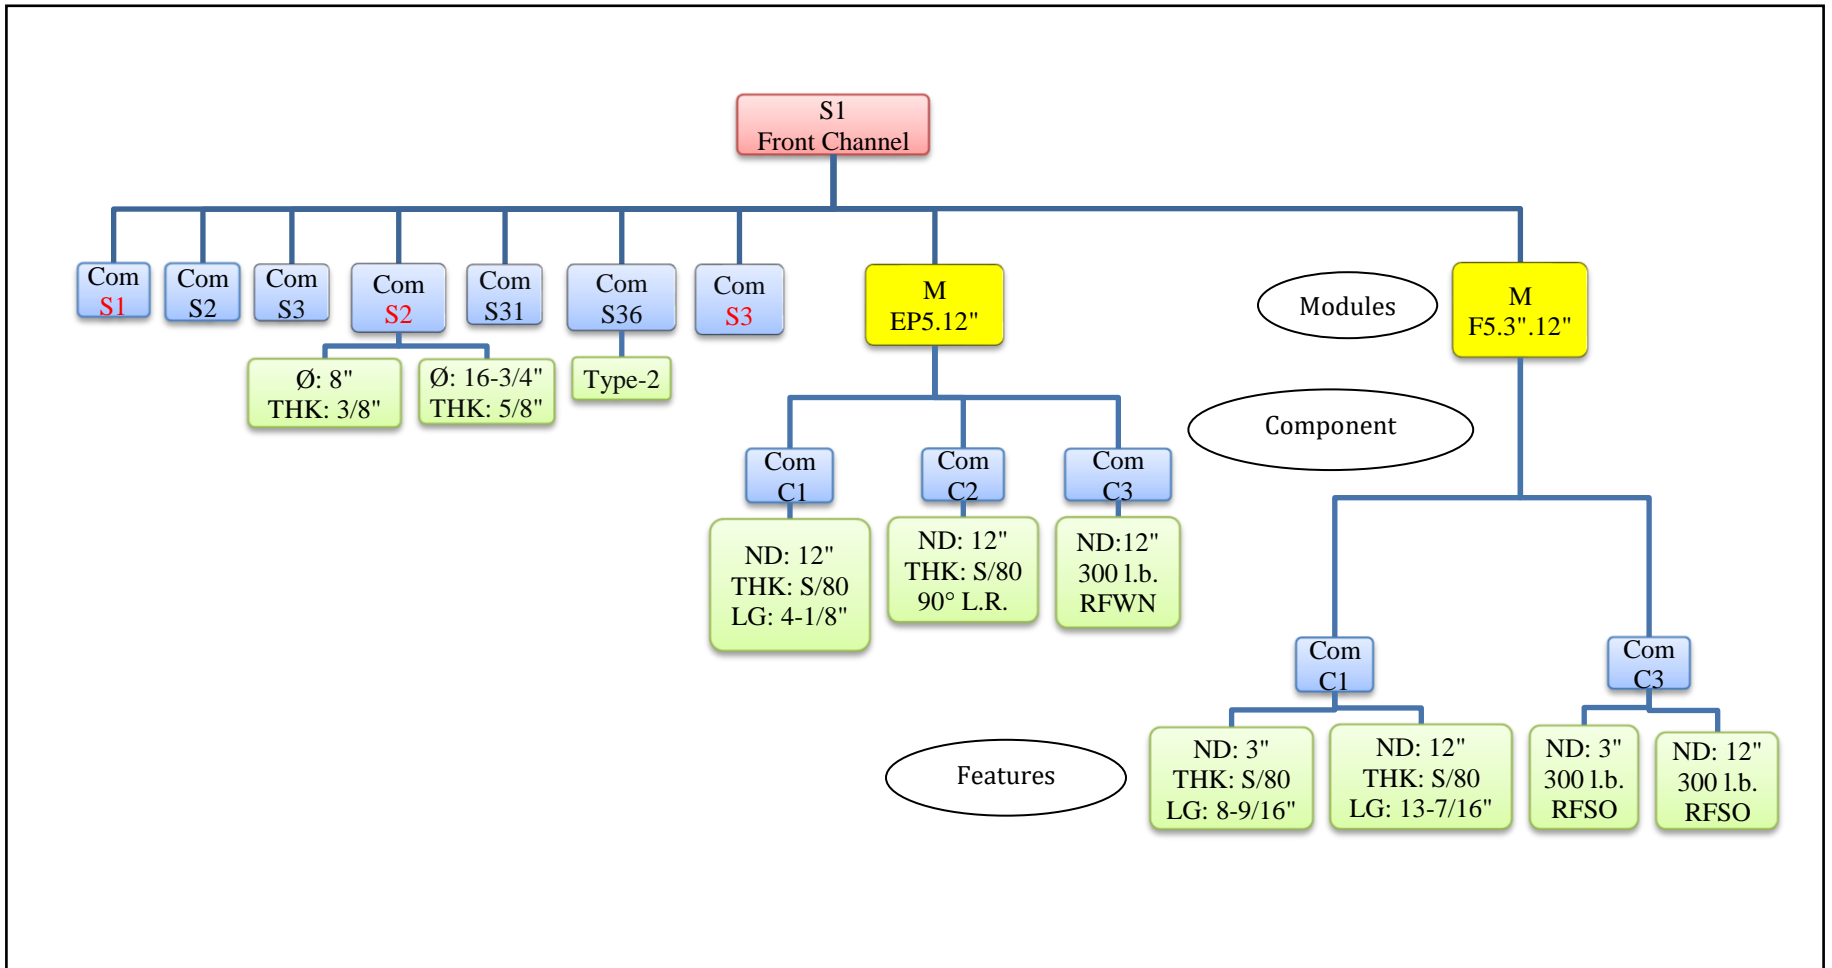 S1
Front Channel
Com
S1
Com
S2
Com
S3
Com
S2
Com
S31
Com
S36
Com
S3
M
EP5.12"
Modules
M
F5.3".12"
Ø: 8"
THK: 3/8"
Ø: 16-3/4"
THK: 5/8"
Type-2
Component
Com
C1
Com
C2
Com
C3
ND: 12"
THK: S/80
LG: 4-1/8"
ND: 12"
THK: S/80
90° L.R.
ND:12"
300 l.b.
RFWN
Com
C1
Com
C3
Features
ND: 3"
THK: S/80
LG: 8-9/16"
ND: 12"
THK: S/80
LG: 13-7/16"
ND: 3"
300 l.b.
RFSO
ND: 12"
300 l.b.
RFSO